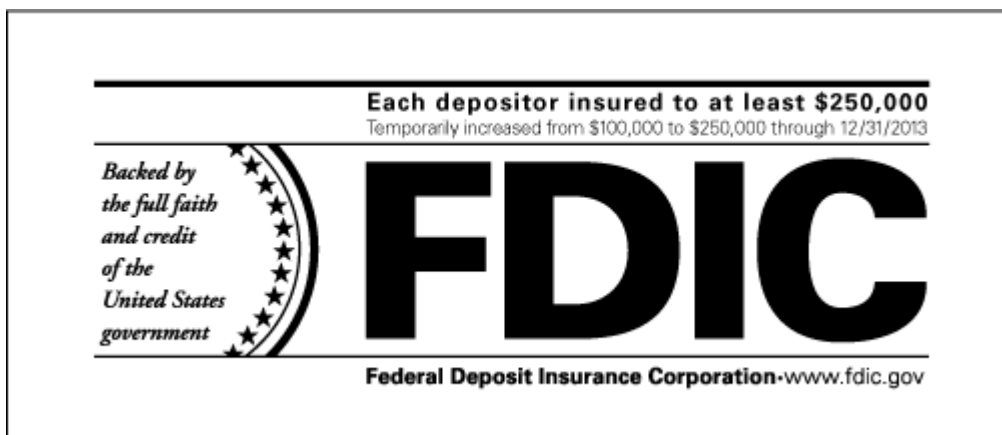 Each depositor insured to at least $250,000
Temporarily increased from $100,000 to $250,000 through 12/31/2013
Backed by
the full faith
and credit
of the
United States
government
FDIC
Federal Deposit Insurance Corporation•www.fdic.gov